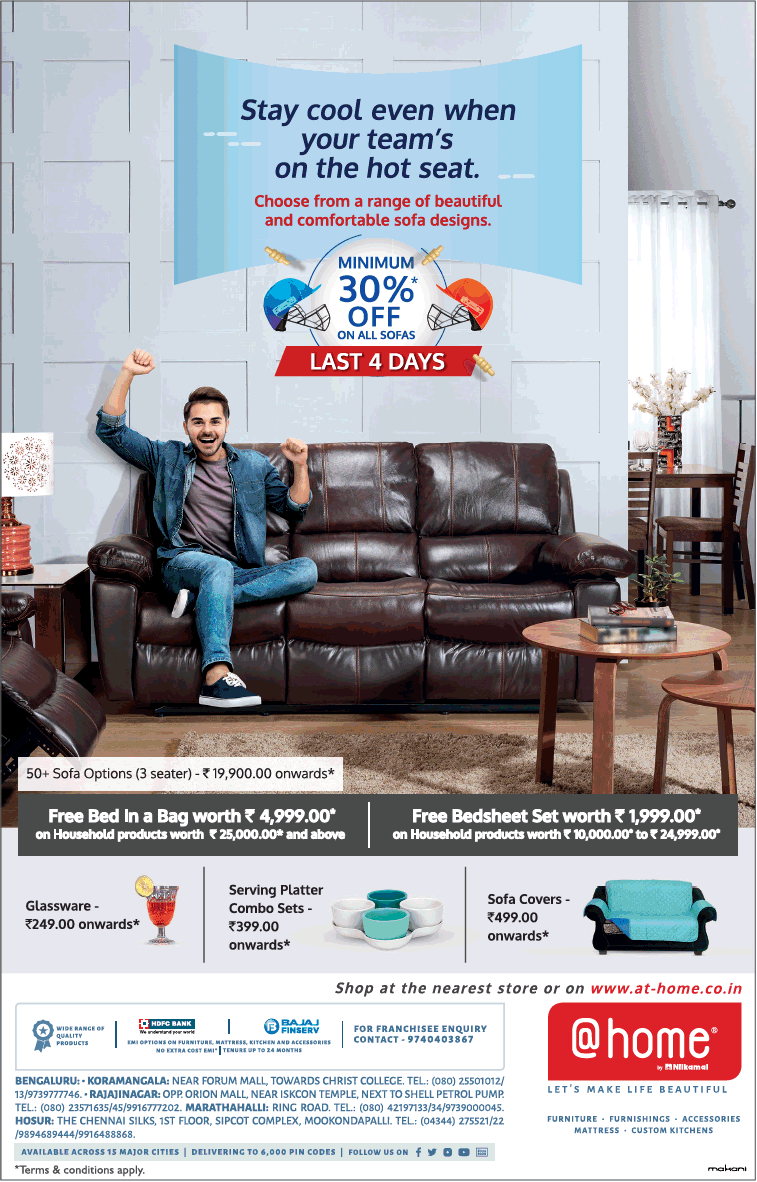 Stay cool even when
your team's
on the hot seat.
Choose from a range of beautiful
and comfortable sofa designs.
MINIMUM
30%*
OFF
ON ALL SOFAS
LAST 4 DAYS
50+ Sofa Options (3 seater) - ₹ 19,900.00 onwards*
Free Bed In a Bag worth ₹ 4,999.00*
on Household products worth ₹ 25,000.00* and above
Free Bedsheet Set worth ₹ 1,999.00*
on Household products worth ₹ 10,000.00* to ₹ 24,999.00*
Glassware -
₹249.00 onwards*
Serving Platter
Combo Sets -
₹399.00
onwards*
Sofa Covers -
₹499.00
onwards*
Shop at the nearest store or on www.at-home.co.in
WIDE RANGE OF
QUALITY
PRODUCTS
HDFC BANK
We understand your world
BAJAJ
FINSERV
EMI OPTIONS ON FURNITURE, MATTRESS, KITCHEN AND ACCESSORIES
NO EXTRA COST EMI* | TENURE UP TO 24 MONTHS
FOR FRANCHISEE ENQUIRY
CONTACT - 9740403867
@home®
by Nilkamal
LET'S MAKE LIFE BEAUTIFUL
FURNITURE • FURNISHINGS • ACCESSORIES
MATTRESS • CUSTOM KITCHENS
BENGALURU: • KORAMANGALA: NEAR FORUM MALL, TOWARDS CHRIST COLLEGE. TEL.: (080) 25501012/
13/9739777746. • RAJAJINAGAR: OPP. ORION MALL, NEAR ISKCON TEMPLE, NEXT TO SHELL PETROL PUMP.
TEL.: (080) 23571635/45/9916777202. MARATHAHALLI: RING ROAD. TEL.: (080) 42197133/34/9739000045.
HOSUR: THE CHENNAI SILKS, 1ST FLOOR, SIPCOT COMPLEX, MOOKONDAPALLI. TEL.: (04344) 275521/22
/9894689444/9916488868.
AVAILABLE ACROSS 15 MAJOR CITIES | DELIVERING TO 6,000 PIN CODES | FOLLOW US ON
*Terms & conditions apply.
makani